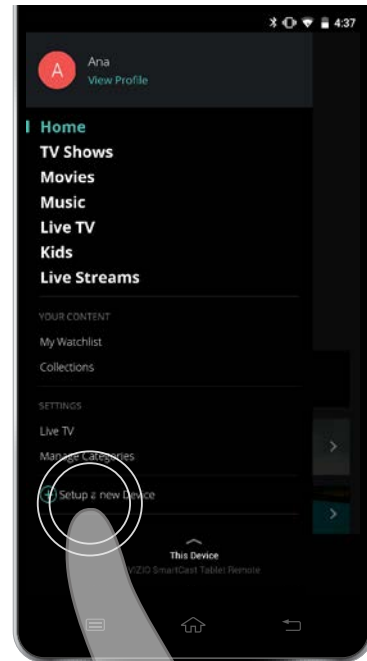 4:37
A
Ana
View Profile
Home
TV Shows
Movies
Music
Live TV
Kids
Live Streams
YOUR CONTENT
My Watchlist
Collections
SETTINGS
Live TV
Manage Categories
Setup a new Device
This Device
VIZIO SmartCast Tablet Remote